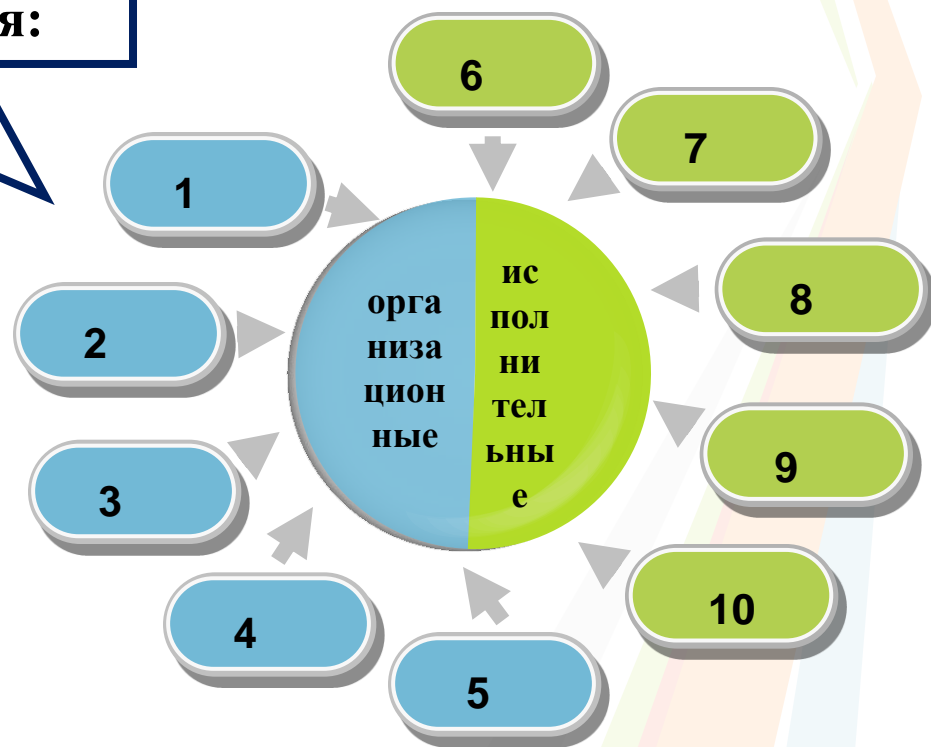 я:
6
7
1
8
2
орга
низа
цион
ные
ис
пол
ни
тел
ьны
е
9
3
10
4
5